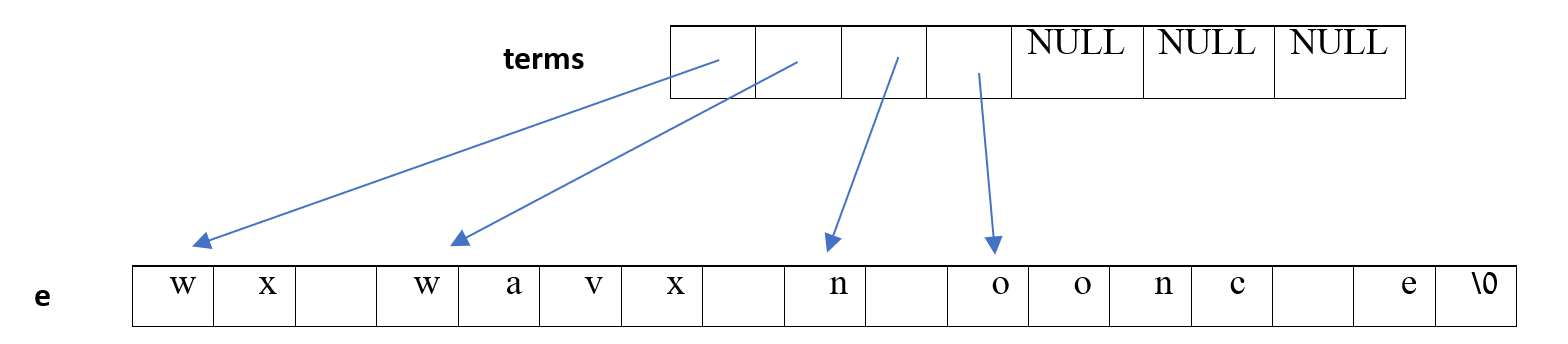 terms NULL NULL NULL
e w x w a v x n o o n c e \0